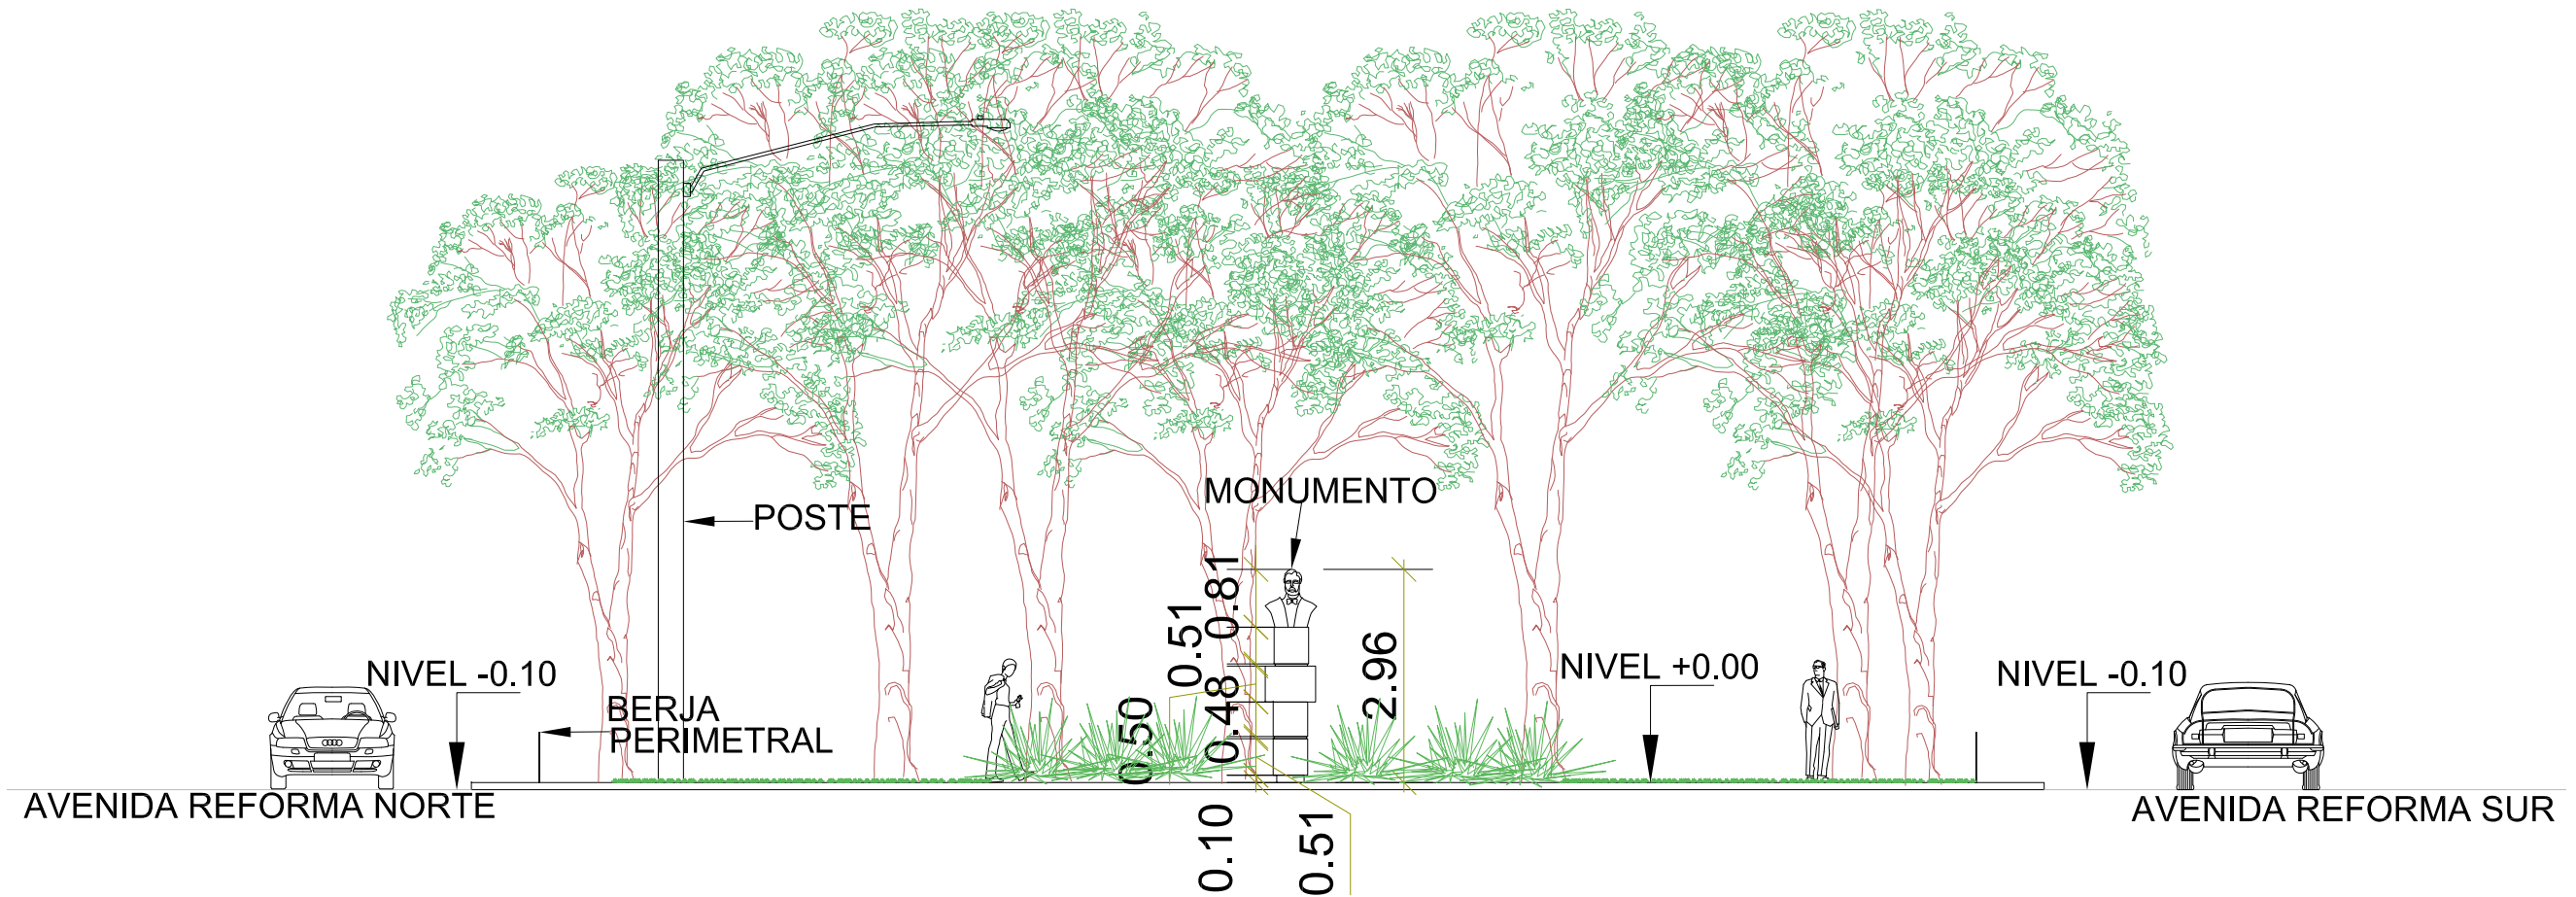 MONUMENTO
POSTE
0.81
0.51
2.96
0.48
0.50
NIVEL -0.10
NIVEL +0.00
NIVEL -0.10
BERJA
PERIMETRAL
AVENIDA REFORMA NORTE
AVENIDA REFORMA SUR
0.10
0.51